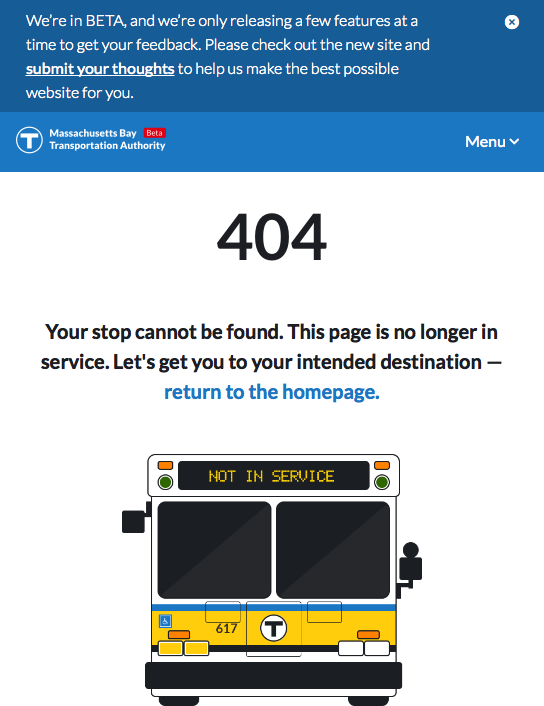 We're in BETA, and we're only releasing a few features at a
time to get your feedback. Please check out the new site and
submit your thoughts to help us make the best possible
website for you.
Massachusetts Bay Beta
Transportation Authority
T
Menu
404
Your stop cannot be found. This page is no longer in
service. Let's get you to your intended destination —
return to the homepage.
NOT IN SERVICE
617
T